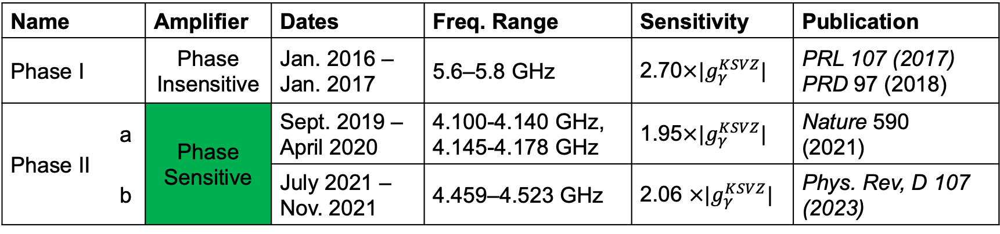 Name Amplifier Dates Freq. Range Sensitivity Publication
Phase I
Phase
Insensitive
Jan. 2016 –
Jan. 2017
5.6–5.8 GHz
2.70×|g_γ^KSVZ|
PRL 107 (2017)
PRD 97 (2018)
Phase II
a
b
Phase
Sensitive
Sept. 2019 –
April 2020
4.100-4.140 GHz,
4.145-4.178 GHz
1.95×|g_γ^KSVZ|
Nature 590
(2021)
July 2021 –
Nov. 2021
4.459–4.523 GHz
2.06 ×|g_γ^KSVZ|
Phys. Rev, D 107
(2023)